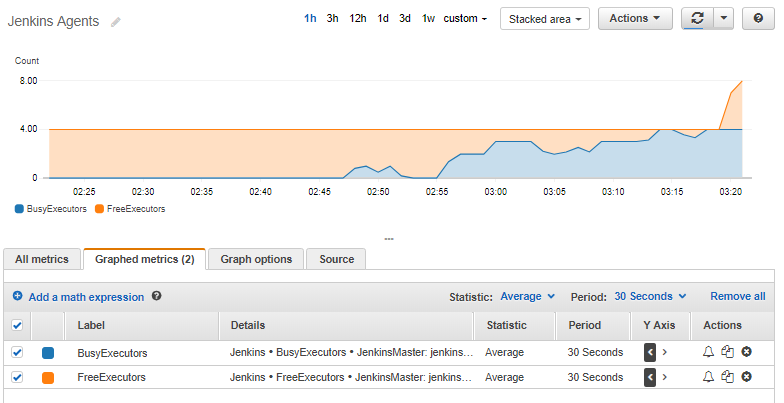 Jenkins Agents
1h 3h 12h 1d 3d 1w custom
Stacked area
Actions
Count
8.00
4.00
0
02:25 02:30 02:35 02:40 02:45 02:50 02:55 03:00 03:05 03:10 03:15 03:20
BusyExecutors FreeExecutors
All metrics Graphed metrics (2) Graph options Source
Add a math expression Statistic: Average Period: 30 Seconds Remove all
Label Details Statistic Period Y Axis Actions
BusyExecutors Jenkins • BusyExecutors • JenkinsMaster: jenkins... Average 30 Seconds < >
FreeExecutors Jenkins • FreeExecutors • JenkinsMaster: jenkins... Average 30 Seconds < >